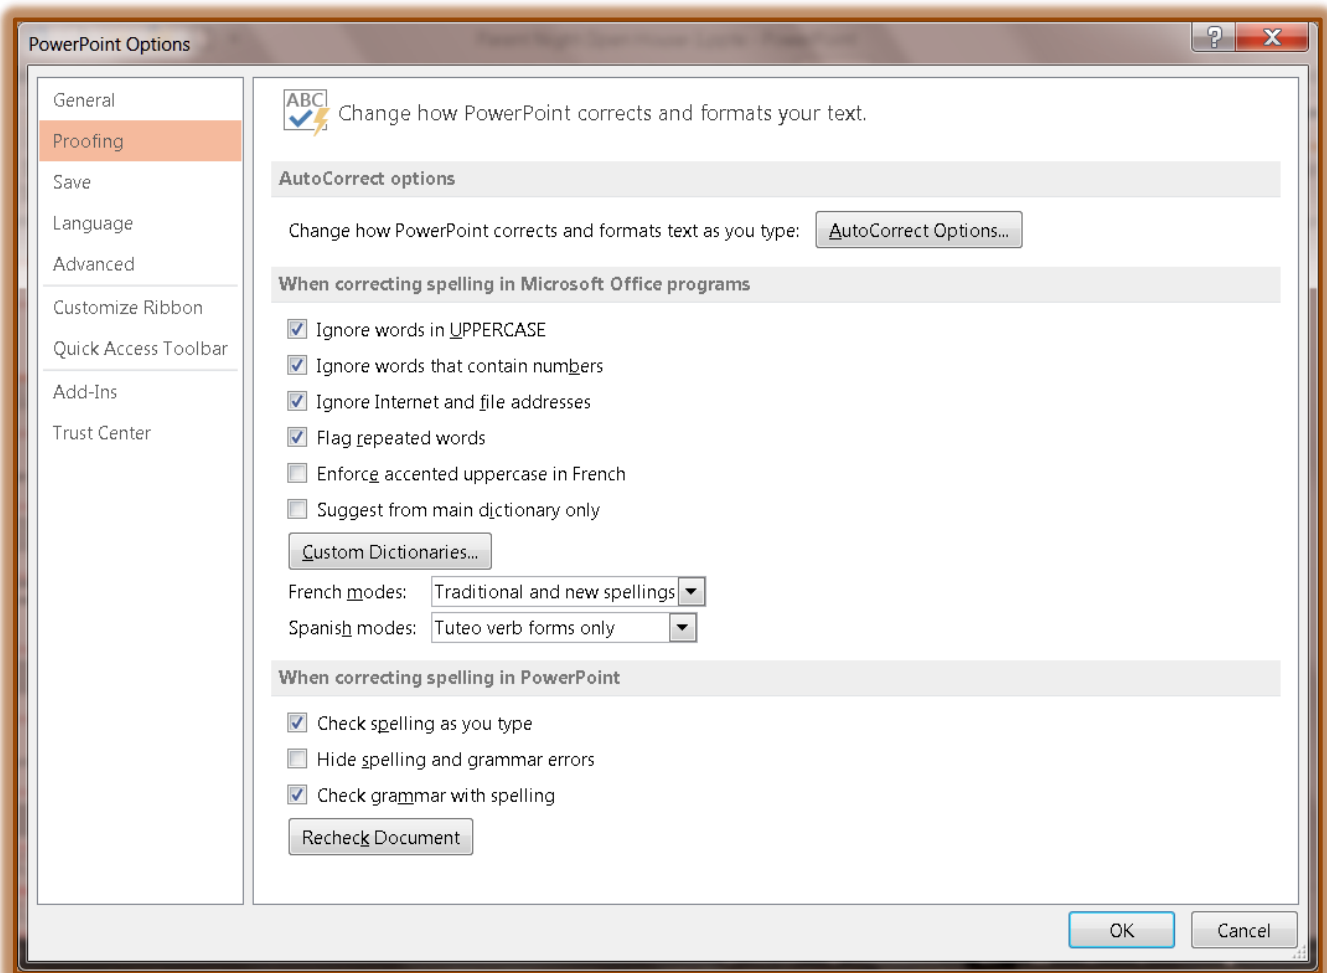 PowerPoint Options
General
Proofing
Save
Language
Advanced
Customize Ribbon
Quick Access Toolbar
Add-Ins
Trust Center
ABC
Change how PowerPoint corrects and formats your text.
AutoCorrect options
Change how PowerPoint corrects and formats text as you type: AutoCorrect Options...
When correcting spelling in Microsoft Office programs
Ignore words in UPPERCASE
Ignore words that contain numbers
Ignore Internet and file addresses
Flag repeated words
Enforce accented uppercase in French
Suggest from main dictionary only
Custom Dictionaries...
French modes: Traditional and new spellings
Spanish modes: Tuteo verb forms only
When correcting spelling in PowerPoint
Check spelling as you type
Hide spelling and grammar errors
Check grammar with spelling
Recheck Document
OK Cancel